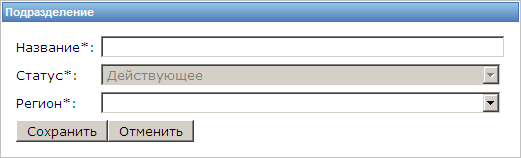 Подразделение
Название*:
Статус*: Действующее
Регион*:
Сохранить Отменить